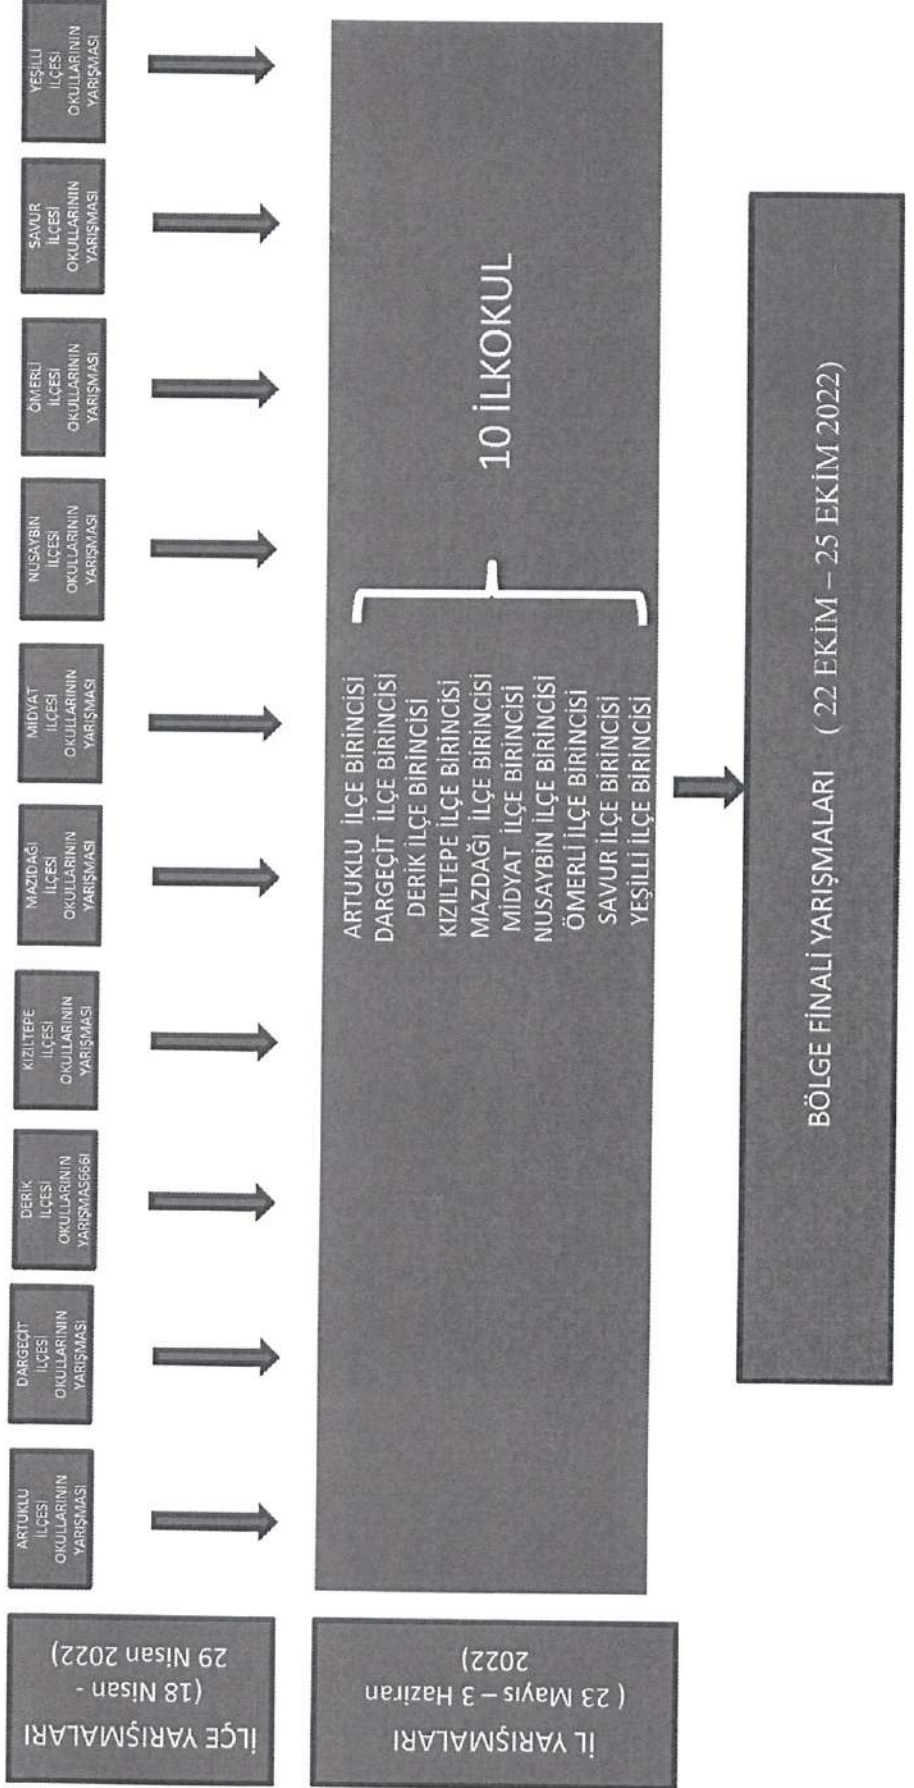 İLÇE YARIŞMALARI
(18 Nisan -
29 Nisan 2022)
ARTUKLU
İLÇESİ
OKULLARININ
YARIŞMASI
DARGEÇİT
İLÇESİ
OKULLARININ
YARIŞMASI
DERİK
İLÇESİ
OKULLARININ
YARIŞMAS666I
KIZILTEPE
İLÇESİ
OKULLARININ
YARIŞMASI
MAZIDAĞI
İLÇESİ
OKULLARININ
YARIŞMASI
MİDYAT
İLÇESİ
OKULLARININ
YARIŞMASI
NUSAYBİN
İLÇESİ
OKULLARININ
YARIŞMASI
ÖMERLİ
İLÇESİ
OKULLARININ
YARIŞMASI
SAVUR
İLÇESİ
OKULLARININ
YARIŞMASI
YEŞİLLİ
İLÇESİ
OKULLARININ
YARIŞMASI
İL YARIŞMALARI
( 23 Mayıs – 3 Haziran
2022)
ARTUKLU İLÇE BİRİNCİSİ
DARGEÇİT İLÇE BİRİNCİSİ
DERİK İLÇE BİRİNCİSİ
KIZILTEPE İLÇE BİRİNCİSİ
MAZDAĞI İLÇE BİRİNCİSİ
MİDYAT İLÇE BİRİNCİSİ
NUSAYBİN İLÇE BİRİNCİSİ
ÖMERLİ İLÇE BİRİNCİSİ
SAVUR İLÇE BİRİNCİSİ
YEŞİLLİ İLÇE BİRİNCİSİ
10 İLKOKUL
BÖLGE FİNALİ YARIŞMALARI ( 22 EKİM – 25 EKİM 2022)